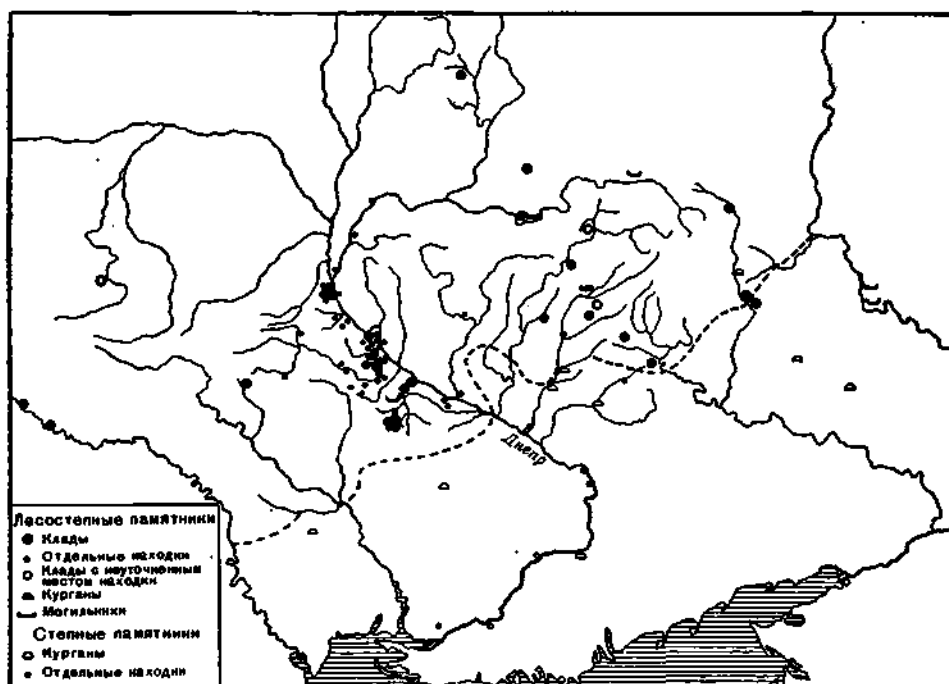 Днепр
Лесостепные памятники
Клады
Отдельные находки
Клады с неуточненным
местом находки
Курганы
Могильники
Степные памятники
Курганы
Отдельные находки